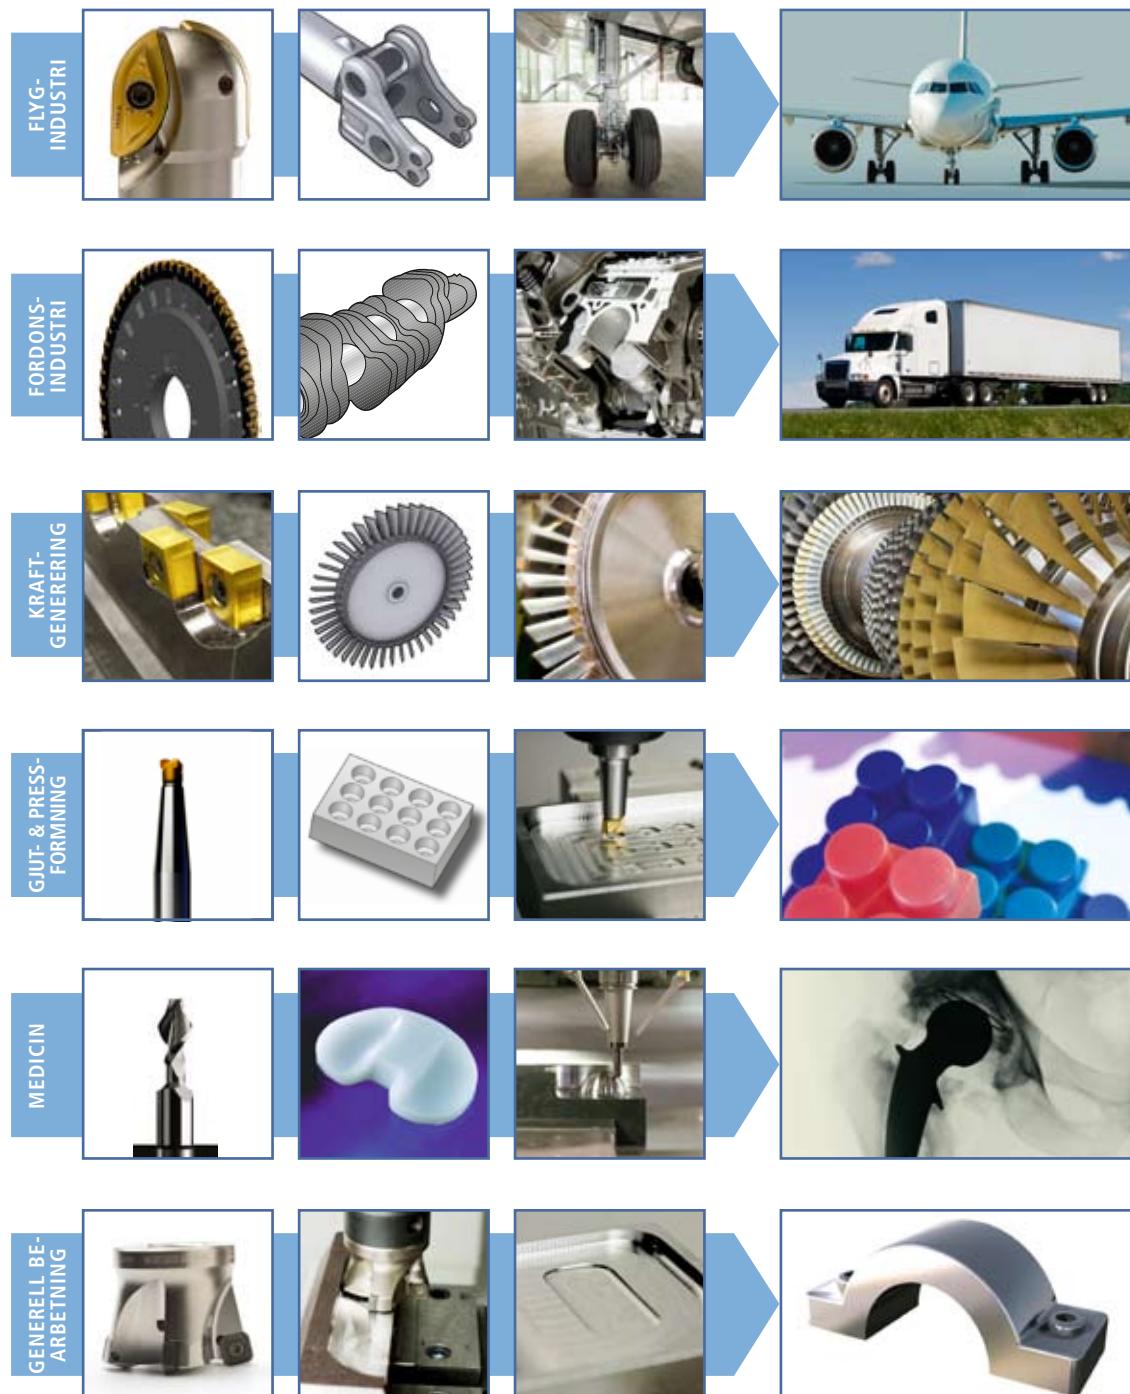 FLYG-
INDUSTRI
FORDONS-
INDUSTRI
KRAFT-
GENERERING
GJUT- & PRESS-
FORMNING
MEDICIN
GENERELL BE-
ARBETNING